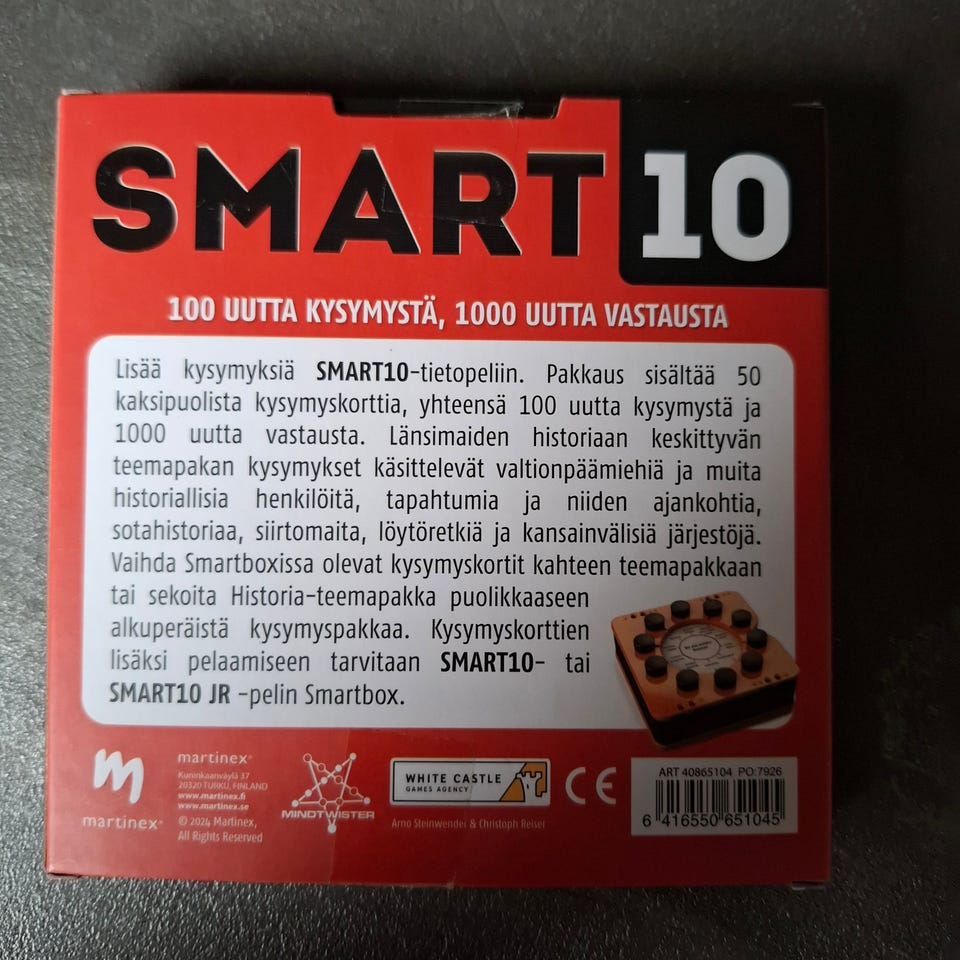 SMART 10
100 UUTTA KYSYMYSTÄ, 1000 UUTTA VASTAUSTA
Lisää kysymyksiä SMART10-tietopeliin. Pakkaus sisältää 50
kaksipuolista kysymyskorttia, yhteensä 100 uutta kysymystä ja
1000 uutta vastausta. Länsimaiden historiaan keskittyvän
teemapakan kysymykset käsittelevät valtionpäämiehiä ja muita
historiallisia henkilöitä, tapahtumia ja niiden ajankohtia,
sotahistoriaa, siirtomaita, löytöretkiä ja kansainvälisiä järjestöjä.
Vaihda Smartboxissa olevat kysymyskortit kahteen teemapakkaan
tai sekoita Historia-teemapakka puolikkaaseen
alkuperäistä kysymyspakkaa. Kysymyskorttien
lisäksi pelaamiseen tarvitaan SMART10- tai
SMART10 JR -pelin Smartbox.
m
martinex®
martinex®
Kuninkaanväylä 37
20320 TURKU, FINLAND
www.martinex.fi
www.martinex.se
© 2024 Martinex,
All Rights Reserved
MINDTWISTER
WHITE CASTLE
GAMES AGENCY
Arno Steinwender & Christoph Reiser
CE
ART 40865104 PO:7926
6 416550 651045